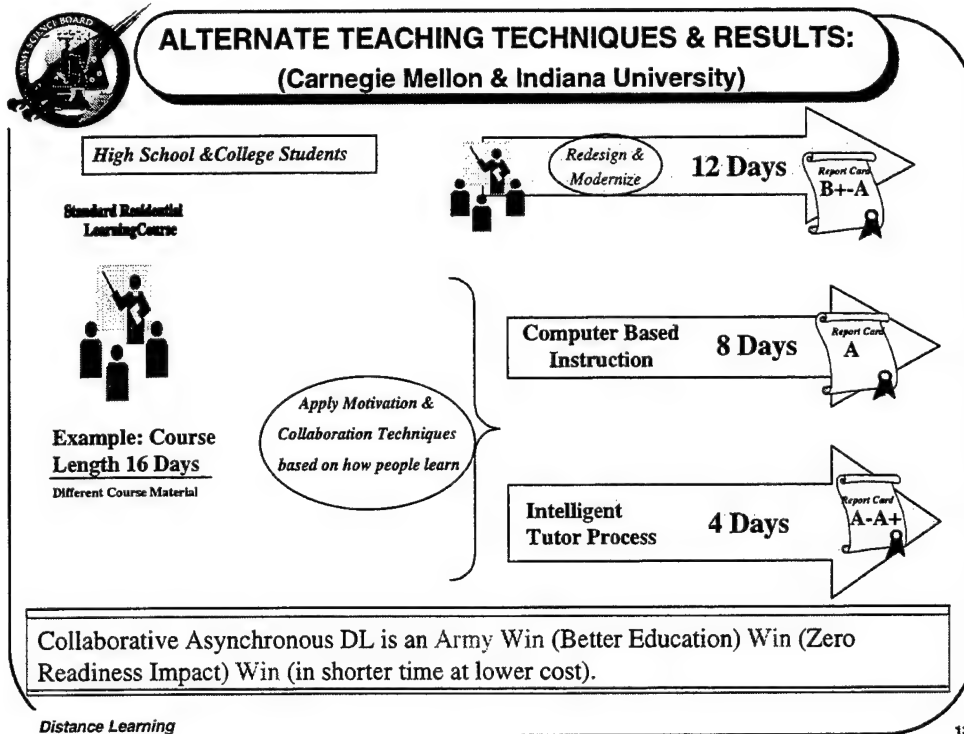 ARMY SCIENCE BOARD
ALTERNATE TEACHING TECHNIQUES & RESULTS:
(Carnegie Mellon & Indiana University)
High School &College Students
Standard Residential
LearningCourse
Example: Course
Length 16 Days
Different Course Material
Apply Motivation &
Collaboration Techniques
based on how people learn
Redesign &
Modernize
12 Days
Report Card
B+-A
Computer Based
Instruction
8 Days
Report Card
A
Intelligent
Tutor Process
4 Days
Report Card
A-A+
Collaborative Asynchronous DL is an Army Win (Better Education) Win (Zero
Readiness Impact) Win (in shorter time at lower cost).
Distance Learning